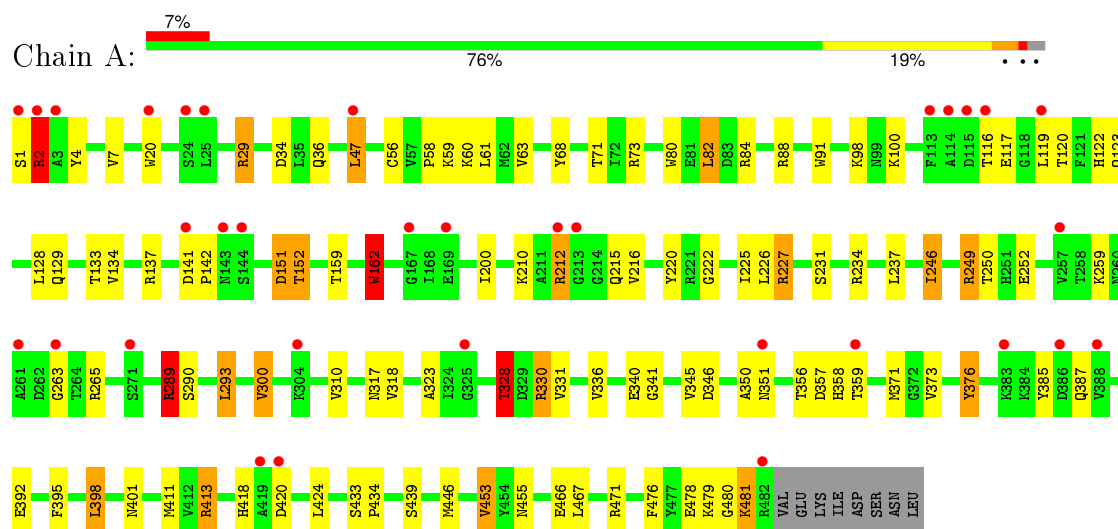 7%
Chain A:
76% 19% • • •
S1 R2 A3 Y4 V7 W20 S24 L25 R29 D34 L35 Q36 L47 C56 V57 P58 K59 K60 L61 M62 V63 Y68 T71 I72 R73 W80 E81 L82 D83 R84 R88 W91 K98 N99 K100 F113 A114 D115 T116 E117 G118 L119 T120 F121 H122
L128 Q129 T133 V134 R137 D141 P142 N143 S144 D151 T152 T159 W162 G167 I168 E169 I200 K210 A211 R212 G213 G214 Q215 V216 Y220 R221 G222 I225 L226 R227 S231 R234 L237 I246 R249 T250 H251 E252 V257 T258 K259
A261 D262 G263 T264 R265 S271 R289 S290 L293 V300 K304 V310 N317 V318 A323 I324 G325 T328 D329 R330 V331 V336 E340 G341 V345 D346 A350 N351 T356 D357 H358 T359 M371 G372 V373 Y376 K383 K384 Y385 D386 Q387 V388
E392 F395 L398 N401 M411 V412 R413 H418 A419 D420 L424 S433 P434 S439 M446 V453 Y454 N455 E466 L467 R471 F476 Y477 E478 K479 G480 K481 R482 VAL GLU LYS ILE ASP SER ASN LEU